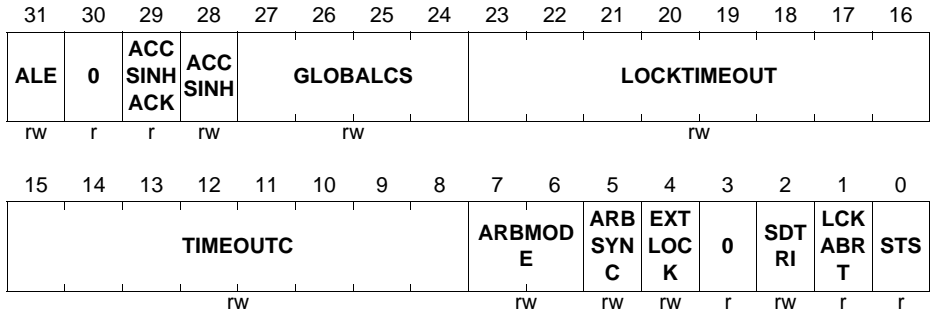 31 30 29 28 27 26 25 24 23 22 21 20 19 18 17 16
ALE 0 ACC SINH ACK ACC SINH GLOBALCS LOCKTIMEOUT
rw r r rw rw rw
15 14 13 12 11 10 9 8 7 6 5 4 3 2 1 0
TIMEOUTC ARBMOD E ARB SYN C EXT LOC K 0 SDT RI LCK ABR T STS
rw rw rw rw r rw r r